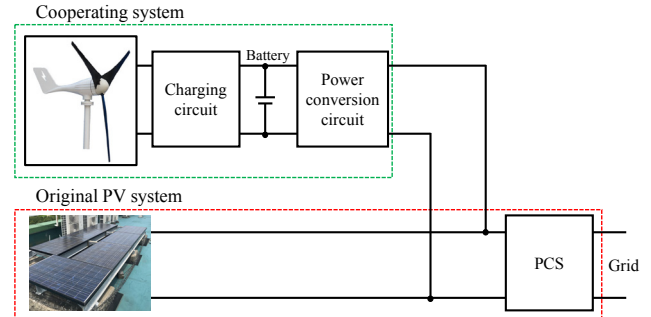 Cooperating system
Battery
Charging
circuit
Power
conversion
circuit
Original PV system
PCS
Grid